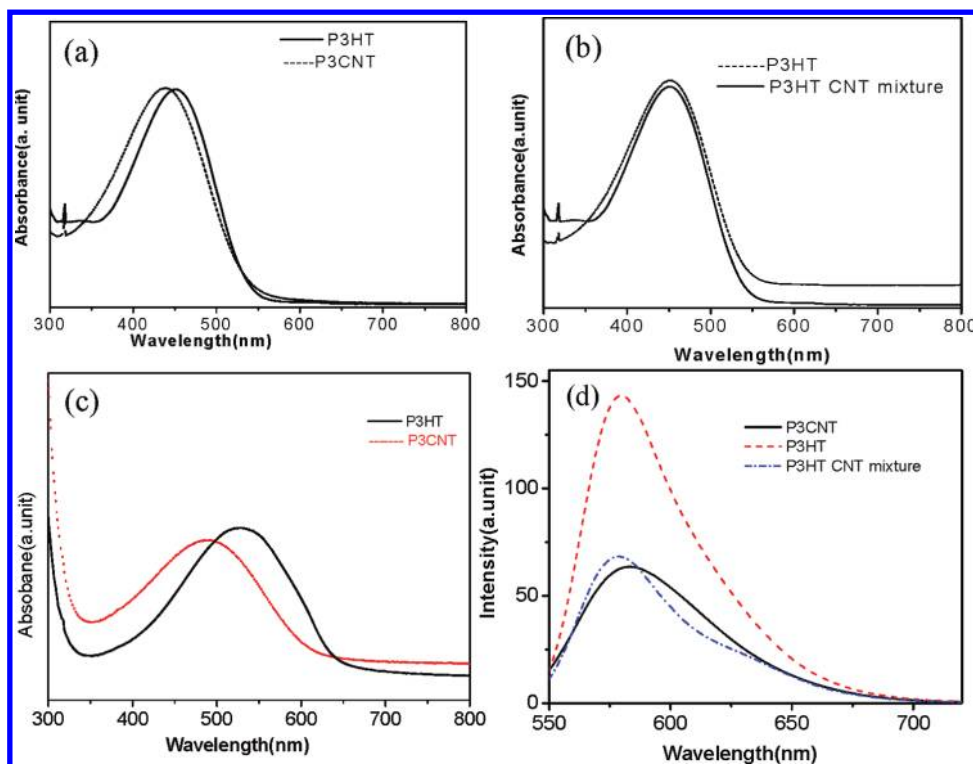 (a)
P3HT
P3CNT
Absorbance(a. unit)
300 400 500 600 700 800
Wavelength(nm)
(b)
P3HT
P3HT CNT mixture
Absorbance(a.unit)
300 400 500 600 700 800
Wavelength(nm)
(c)
P3HT
P3CNT
Absobane(a.unit)
300 400 500 600 700 800
Wavelength(nm)
(d)
P3CNT
P3HT
P3HT CNT mixture
Intensity(a.unit)
150
100
50
0
550 600 650 700
Wavelength(nm)